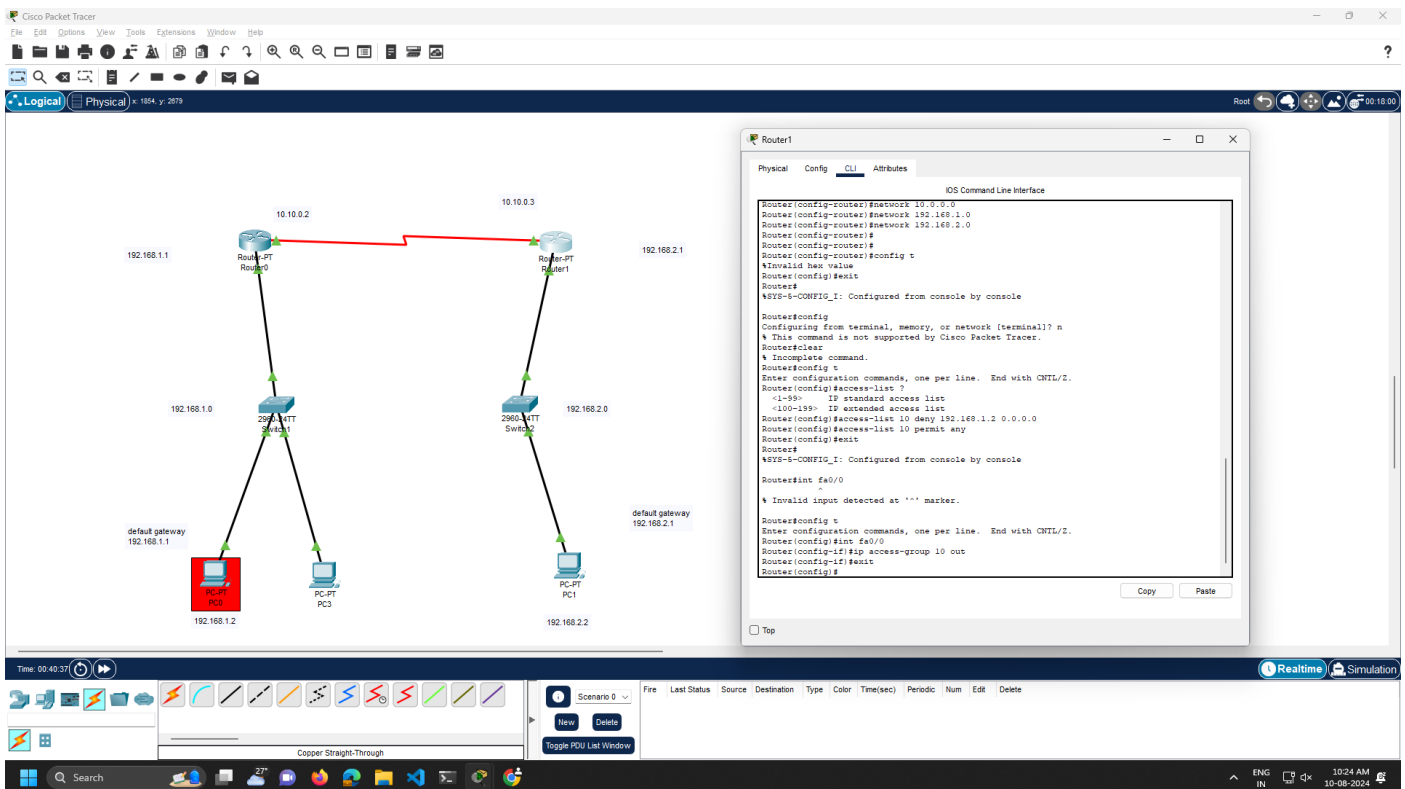 Cisco Packet Tracer
File Edit Options View Tools Extensions Window Help
?
Logical Physical x: 1854, y: 2879
Root 00:18:00
10.10.0.2
10.10.0.3
192.168.1.1
Router-PT
Router0
Router-PT
Router1
192.168.2.1
192.168.1.0
2960-24TT
Switch1
2960-24TT
Switch2
192.168.2.0
default gateway
192.168.1.1
default gateway
192.168.2.1
PC-PT
PC0
PC-PT
PC3
PC-PT
PC1
192.168.1.2
192.168.2.2
Router1
Physical Config CLI Attributes
IOS Command Line Interface
Router(config-router)#network 10.0.0.0
Router(config-router)#network 192.168.1.0
Router(config-router)#network 192.168.2.0
Router(config-router)#
Router(config-router)#
Router(config-router)#config t
%Invalid hex value
Router(config)#exit
Router#
%SYS-5-CONFIG_I: Configured from console by console
Router#config
Configuring from terminal, memory, or network [terminal]? n
% This command is not supported by Cisco Packet Tracer.
Router#clear
% Incomplete command.
Router#config t
Enter configuration commands, one per line. End with CNTL/Z.
Router(config)#access-list ?
<1-99> IP standard access list
<100-199> IP extended access list
Router(config)#access-list 10 deny 192.168.1.2 0.0.0.0
Router(config)#access-list 10 permit any
Router(config)#exit
Router#
%SYS-5-CONFIG_I: Configured from console by console
Router#int fa0/0
^
% Invalid input detected at '^' marker.
Router#config t
Enter configuration commands, one per line. End with CNTL/Z.
Router(config)#int fa0/0
Router(config-if)#ip access-group 10 out
Router(config-if)#exit
Router(config)#
Copy Paste
Top
Time: 00:40:37
Realtime Simulation
Scenario 0
New Delete
Toggle PDU List Window
Fire Last Status Source Destination Type Color Time(sec) Periodic Num Edit Delete
Copper Straight-Through
Search
27°
ENG
IN
10:24 AM
10-08-2024